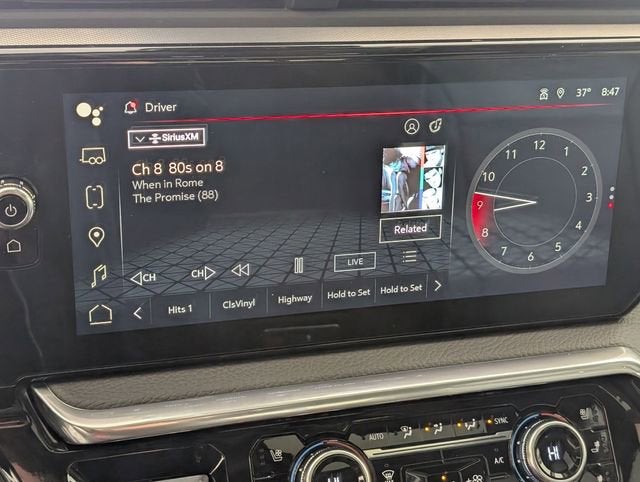 Driver
37° 8:47
SiriusXM
Ch 8 80s on 8
When in Rome
The Promise (88)
Related
CH CH LIVE
Hits 1 ClsVinyl Highway Hold to Set Hold to Set
12
11 1
10 2
9 3
8 4
7 5
6
AUTO SYNC
A/C
HI HI